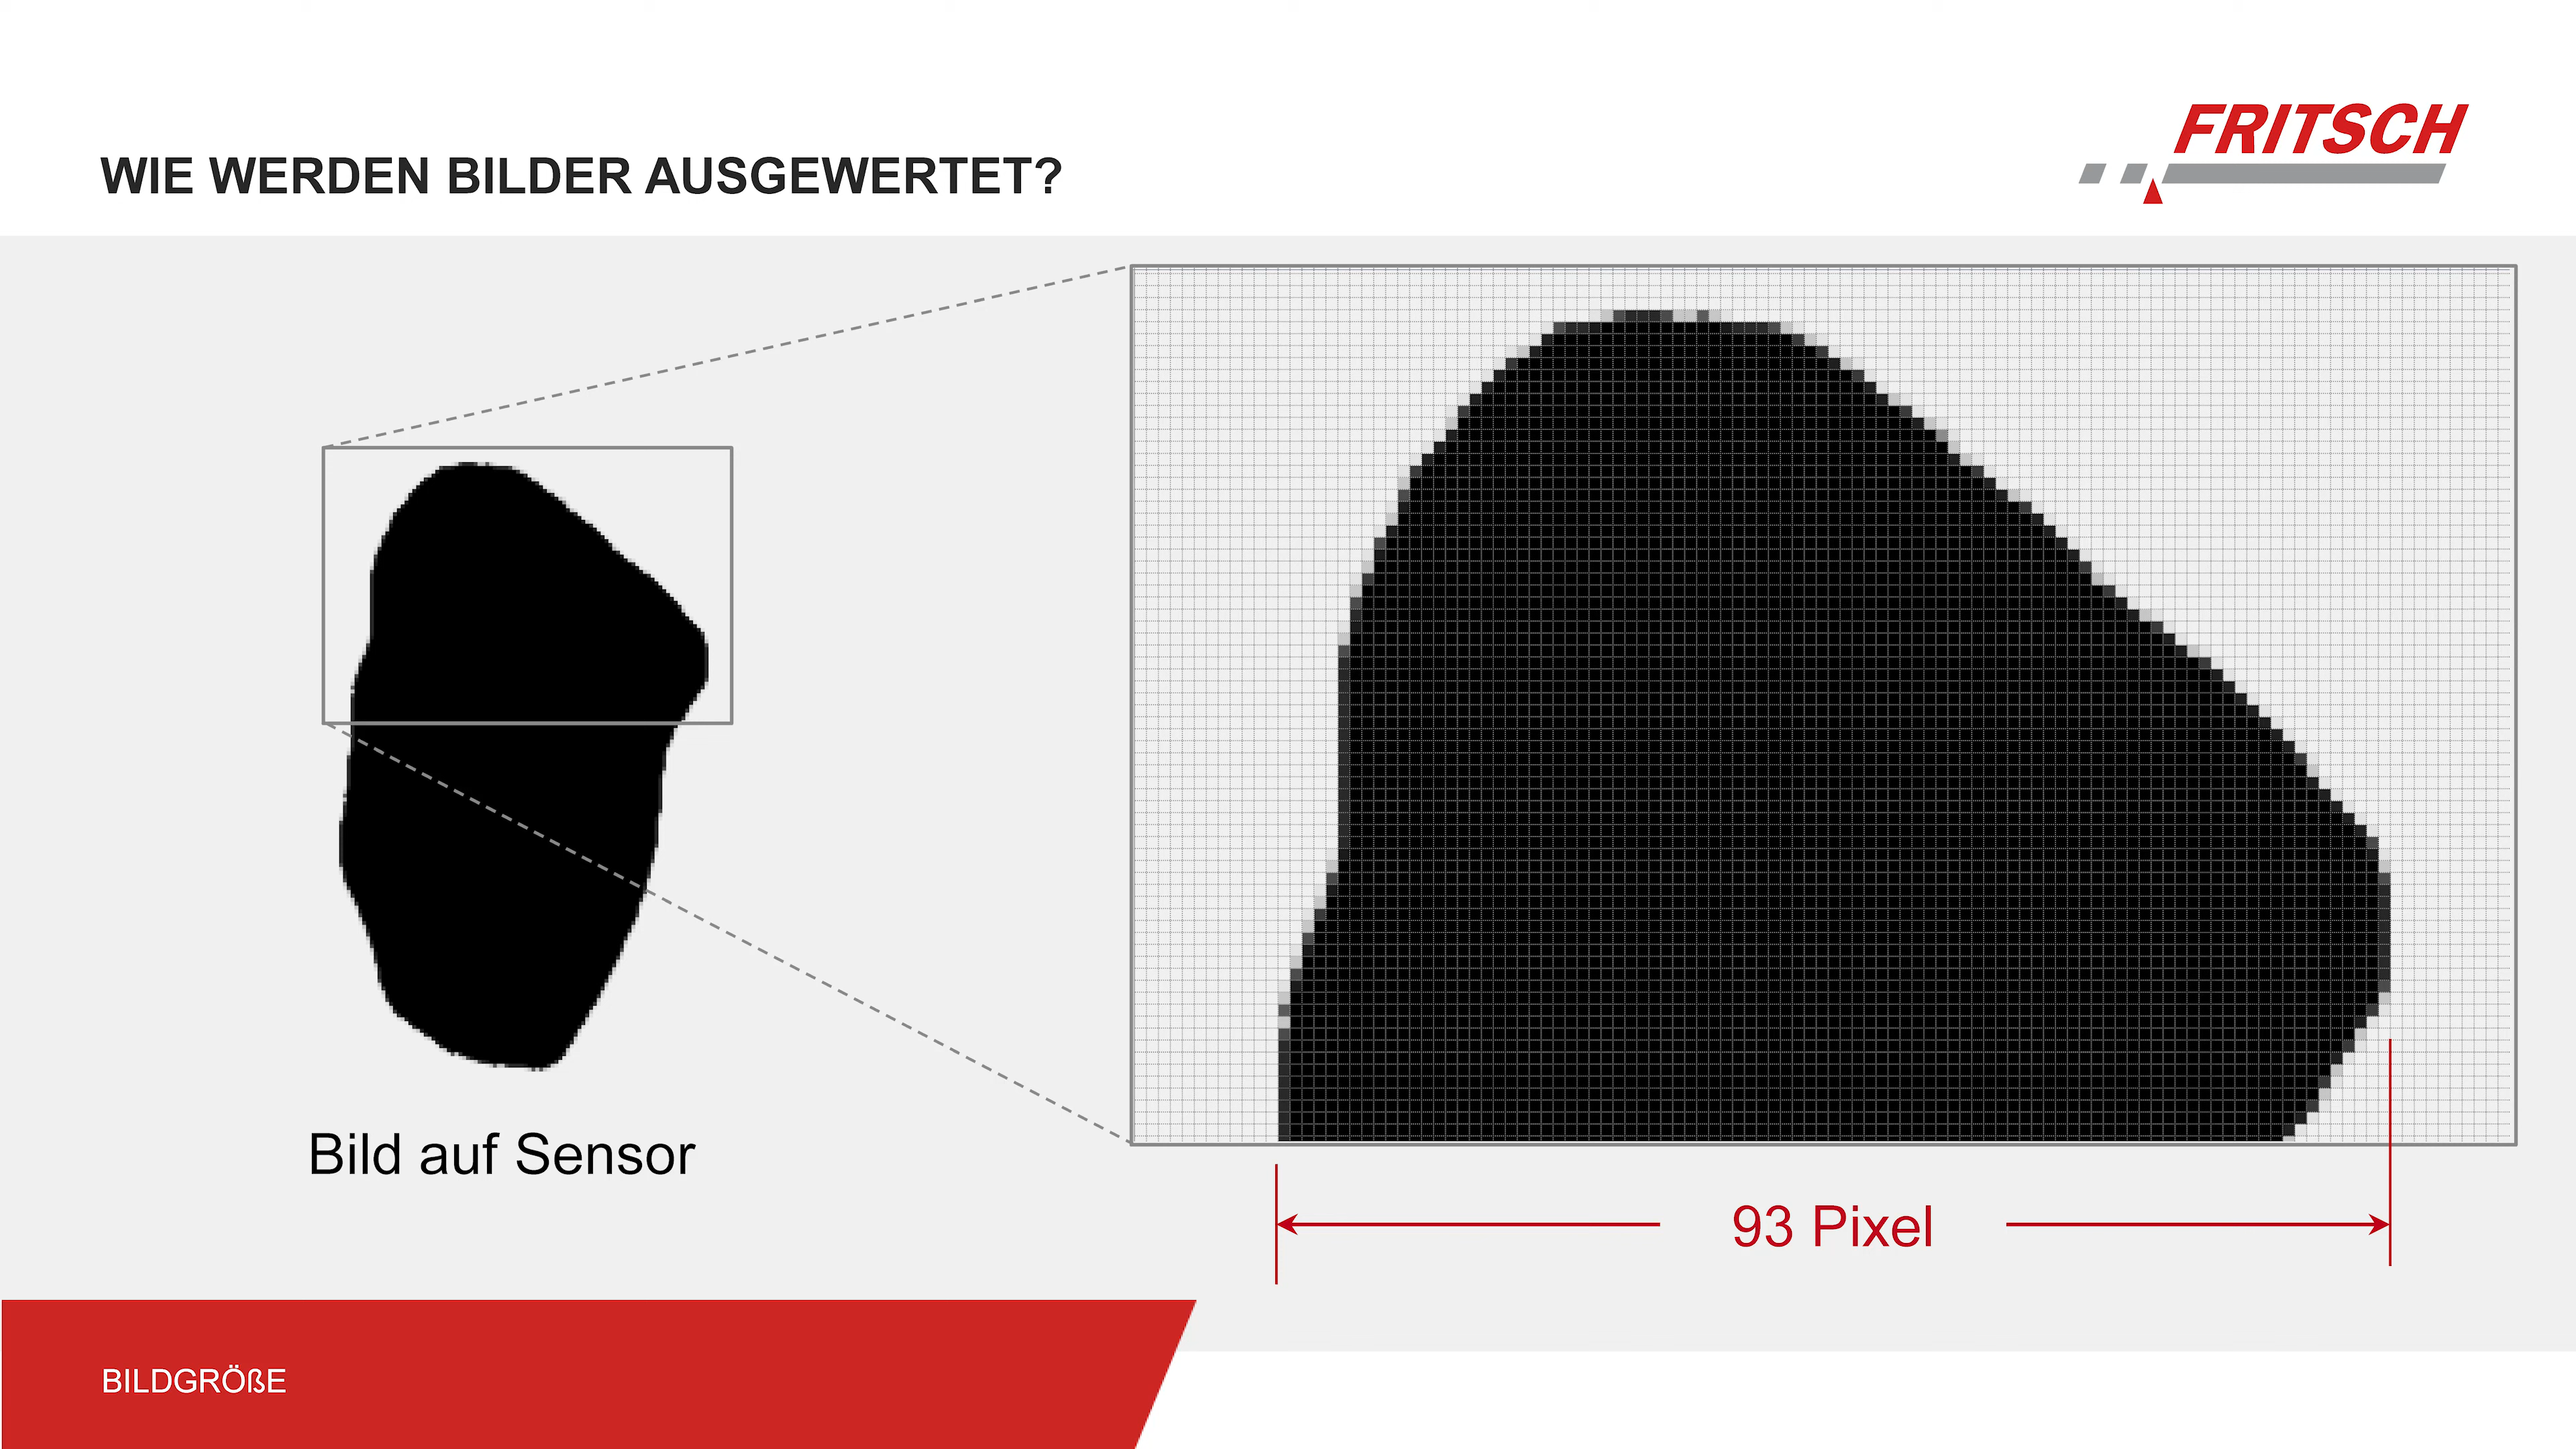 FRITSCH
WIE WERDEN BILDER AUSGEWERTET?
Bild auf Sensor
93 Pixel
BILDGRÖßE